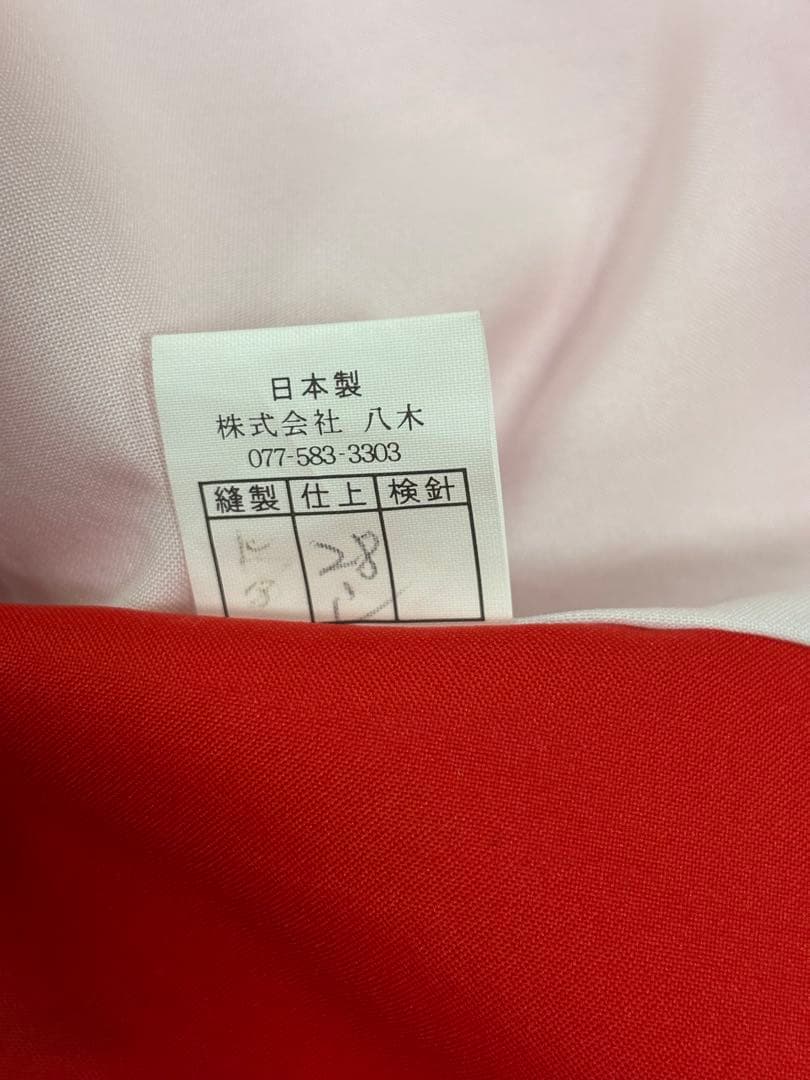 日本製
株式会社 八木
077-583-3303
縫製 仕上 検針
28